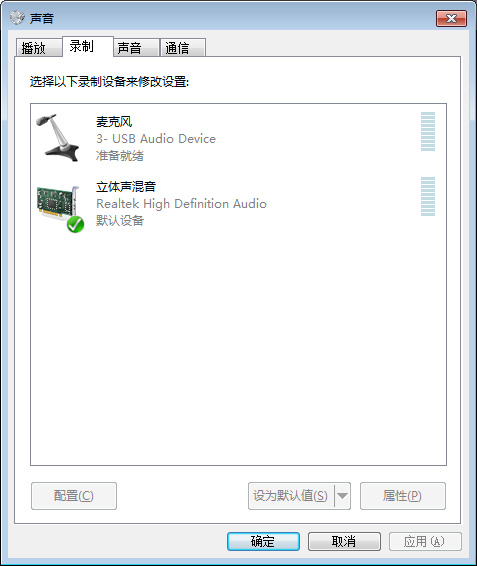 声音
播放 录制 声音 通信
选择以下录制设备来修改设置:
麦克风
3- USB Audio Device
准备就绪
立体声混音
Realtek High Definition Audio
默认设备
配置(C) 设为默认值(S) 属性(P)
确定 取消 应用(A)